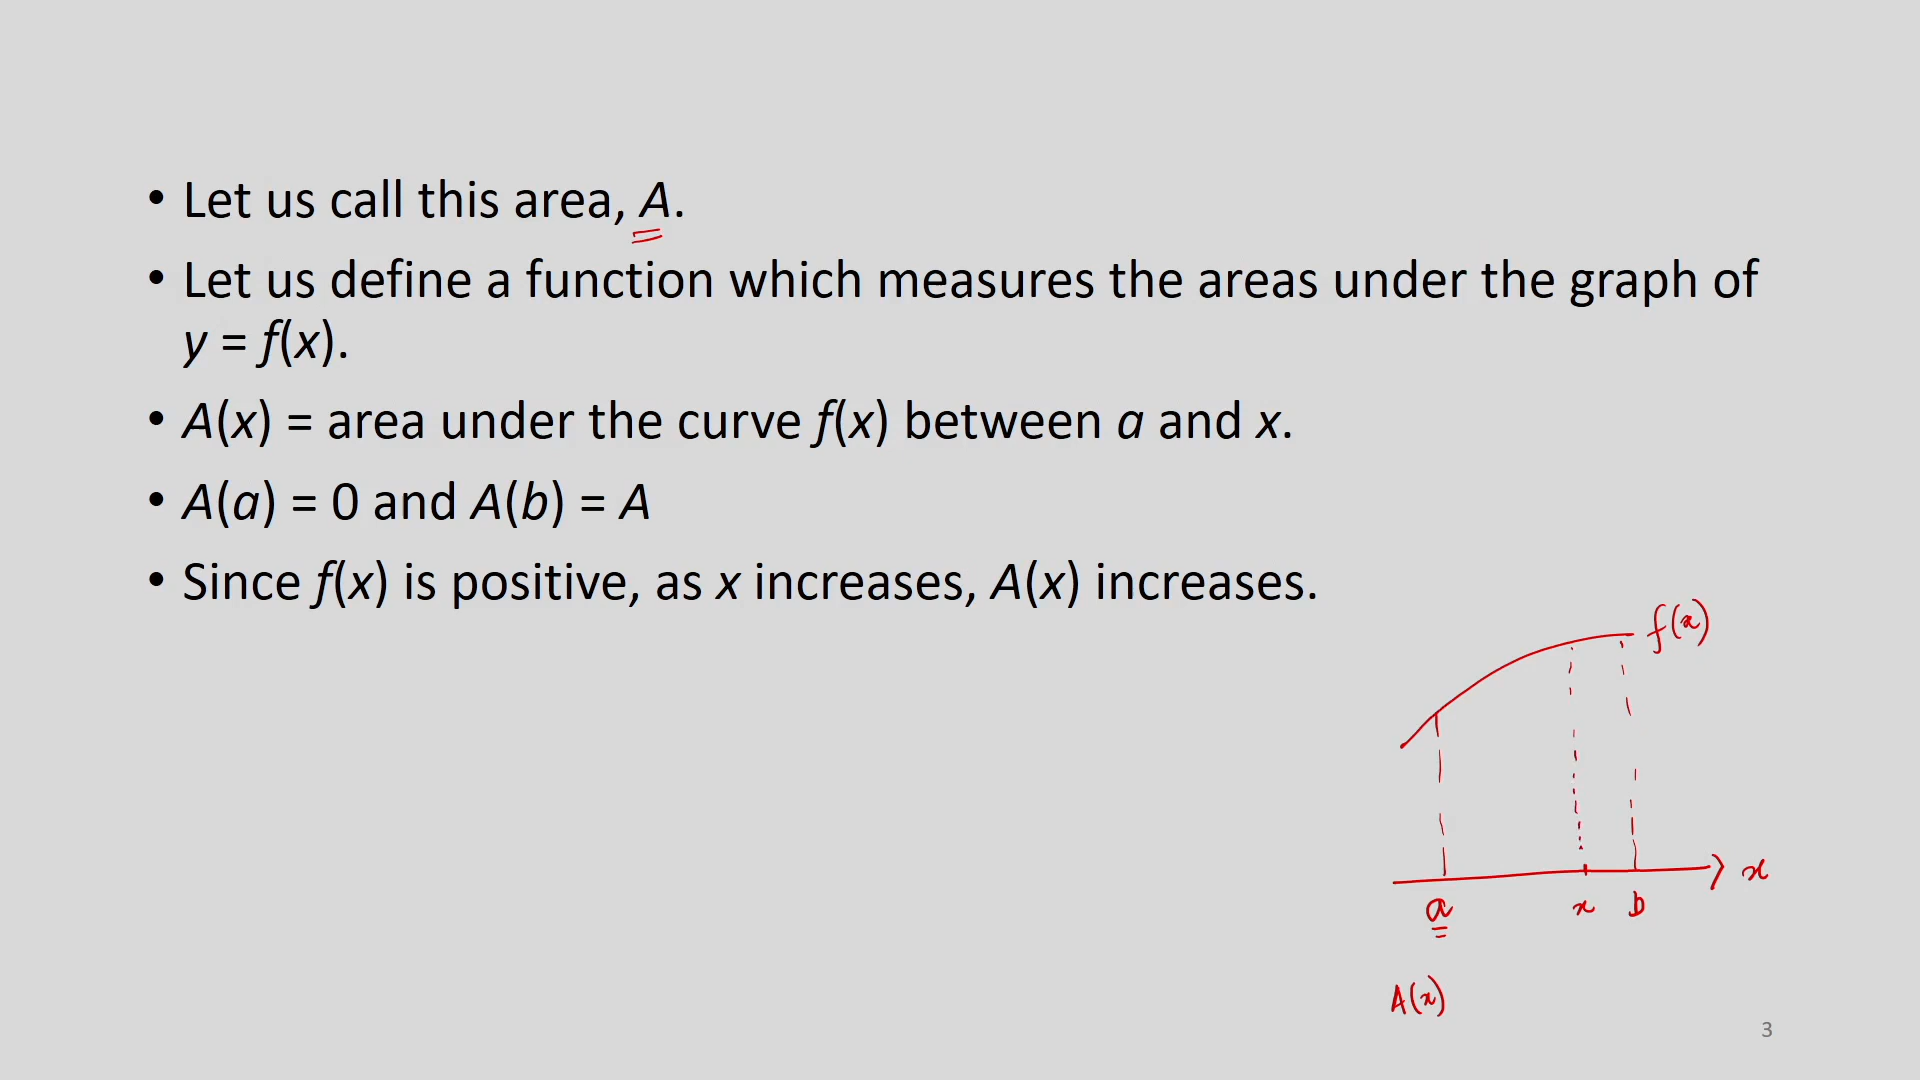 • Let us call this area, A.
• Let us define a function which measures the areas under the graph of
y = f(x).
• A(x) = area under the curve f(x) between a and x.
• A(a) = 0 and A(b) = A
• Since f(x) is positive, as x increases, A(x) increases.
f(x)
x
a x b
A(x)
3